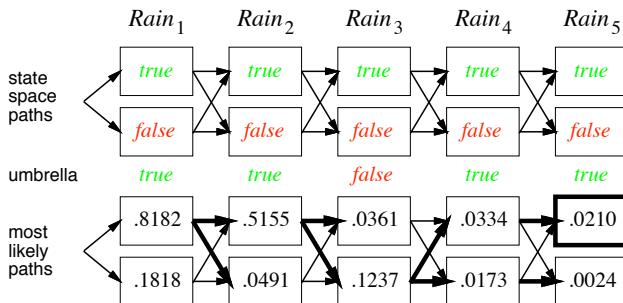 Rain1 Rain2 Rain3 Rain4 Rain5
true true true true true
state
space
paths
false false false false false
umbrella true true false true true
.8182 .5155 .0361 .0334 .0210
most
likely
paths
.1818 .0491 .1237 .0173 .0024